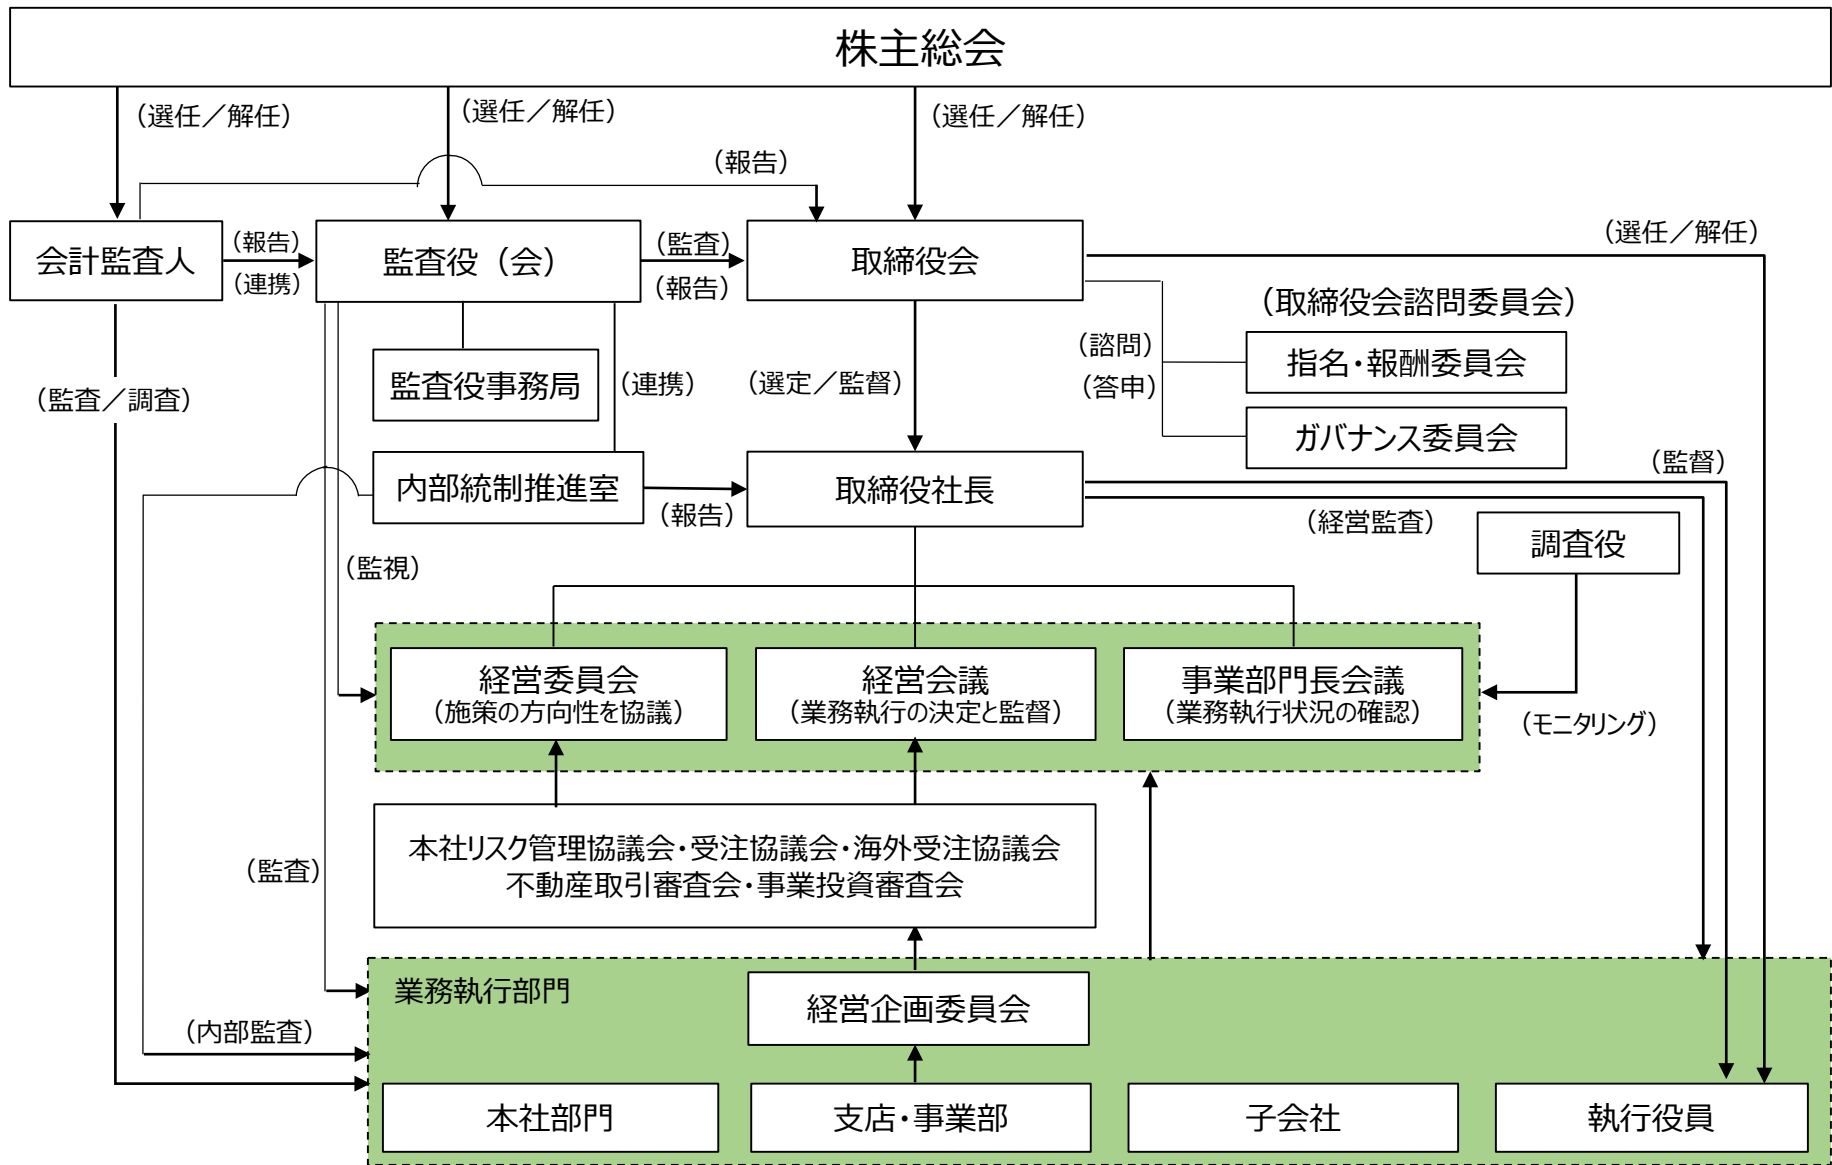 株主総会
（選任／解任）
（選任／解任）
（選任／解任）
（報告）
会計監査人
（報告）
（連携）
監査役（会）
（監査）
（報告）
取締役会
（選任/解任）
（取締役会諮問委員会）
（諮問）
（答申）
指名・報酬委員会
ガバナンス委員会
（監査／調査）
監査役事務局
（連携）
（選定／監督）
内部統制推進室
（報告）
取締役社長
（監督）
（経営監査）
調査役
（監視）
経営委員会
（施策の方向性を協議）
経営会議
（業務執行の決定と監督）
事業部門長会議
（業務執行状況の確認）
（モニタリング）
本社リスク管理協議会・受注協議会・海外受注協議会
不動産取引審査会・事業投資審査会
（監査）
業務執行部門
経営企画委員会
（内部監査）
本社部門
支店・事業部
子会社
執行役員